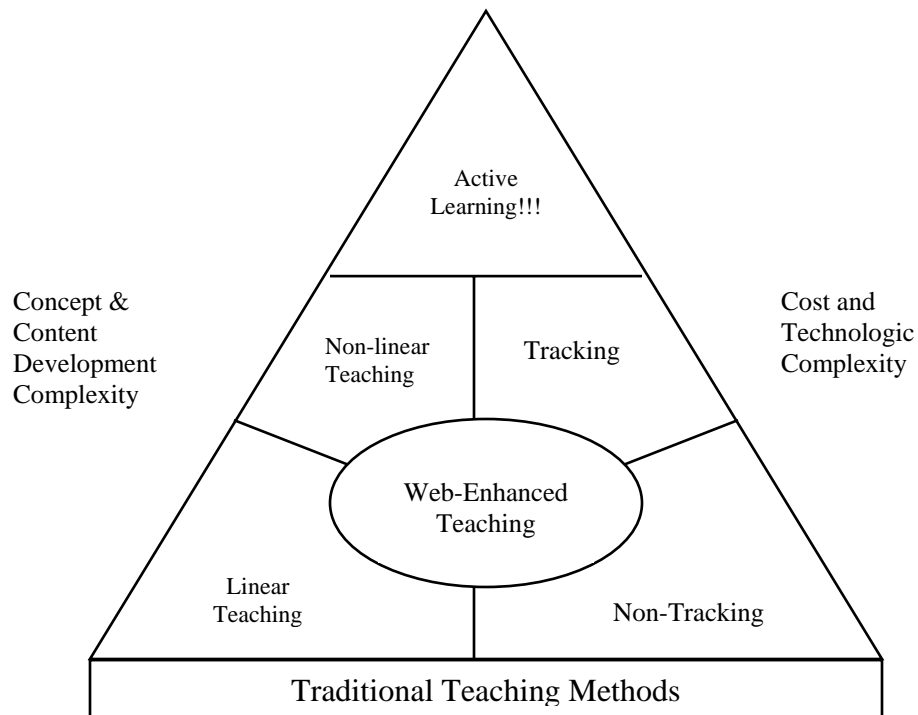 Active
Learning!!!
Concept &
Content
Development
Complexity
Non-linear
Teaching
Tracking
Cost and
Technologic
Complexity
Web-Enhanced
Teaching
Linear
Teaching
Non-Tracking
Traditional Teaching Methods